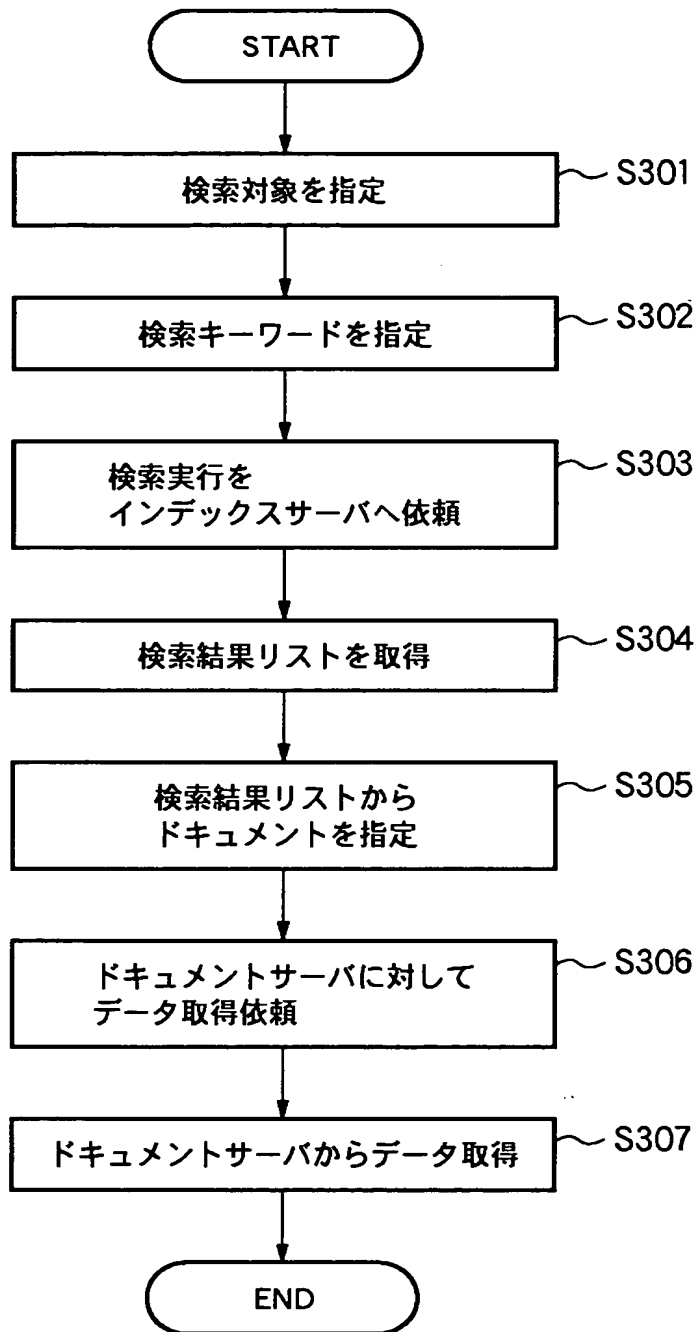 START
検索対象を指定
S301
検索キーワードを指定
S302
検索実行を
インデックスサーバへ依頼
S303
検索結果リストを取得
S304
検索結果リストから
ドキュメントを指定
S305
ドキュメントサーバに対して
データ取得依頼
S306
ドキュメントサーバからデータ取得
S307
END